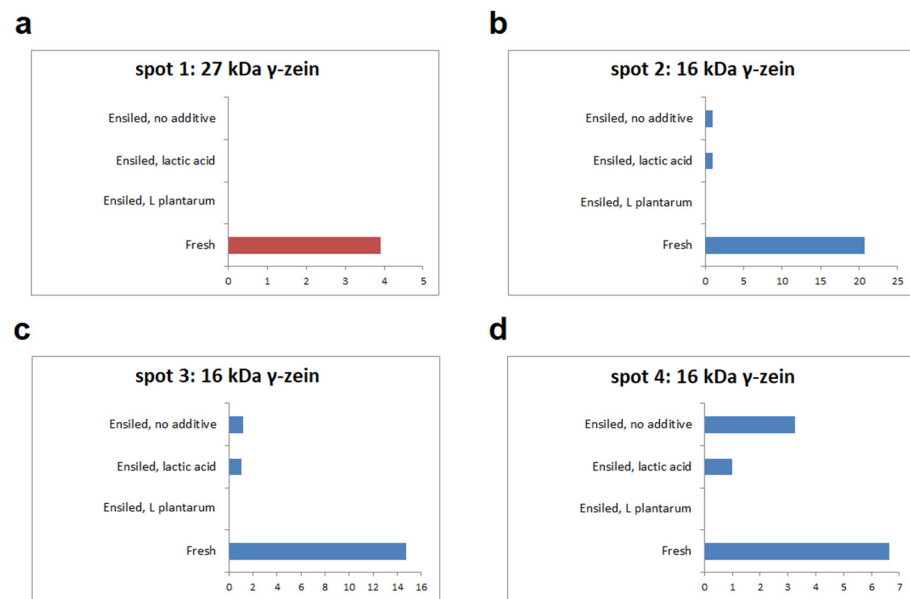 a
spot 1: 27 kDa γ-zein
Ensiled, no additive
Ensiled, lactic acid
Ensiled, L plantarum
Fresh
0 1 2 3 4 5
b
spot 2: 16 kDa γ-zein
Ensiled, no additive
Ensiled, lactic acid
Ensiled, L plantarum
Fresh
0 5 10 15 20 25
c
spot 3: 16 kDa γ-zein
Ensiled, no additive
Ensiled, lactic acid
Ensiled, L plantarum
Fresh
0 2 4 6 8 10 12 14 16
d
spot 4: 16 kDa γ-zein
Ensiled, no additive
Ensiled, lactic acid
Ensiled, L plantarum
Fresh
0 1 2 3 4 5 6 7